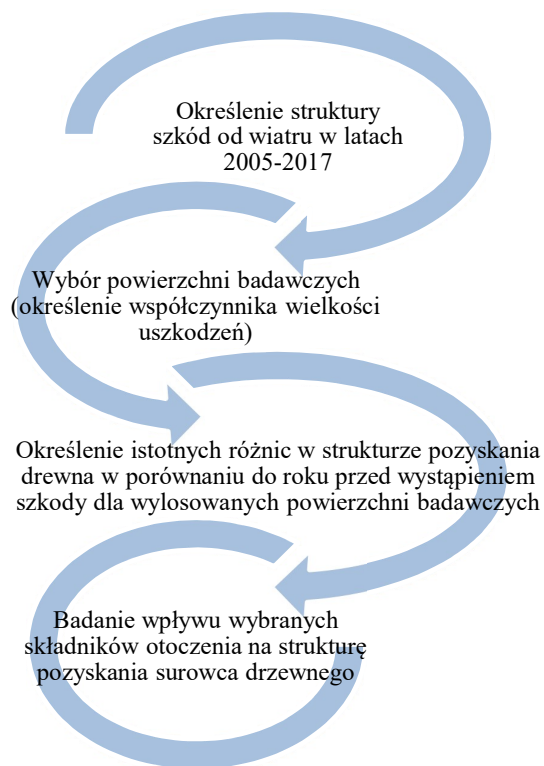 Określenie struktury
szkód od wiatru w latach
2005-2017
Wybór powierzchni badawczych
(określenie współczynnika wielkości
uszkodzeń)
Określenie istotnych różnic w strukturze pozyskania
drewna w porównaniu do roku przed wystąpieniem
szkody dla wylosowanych powierzchni badawczych
Badanie wpływu wybranych
składników otoczenia na strukturę
pozyskania surowca drzewnego